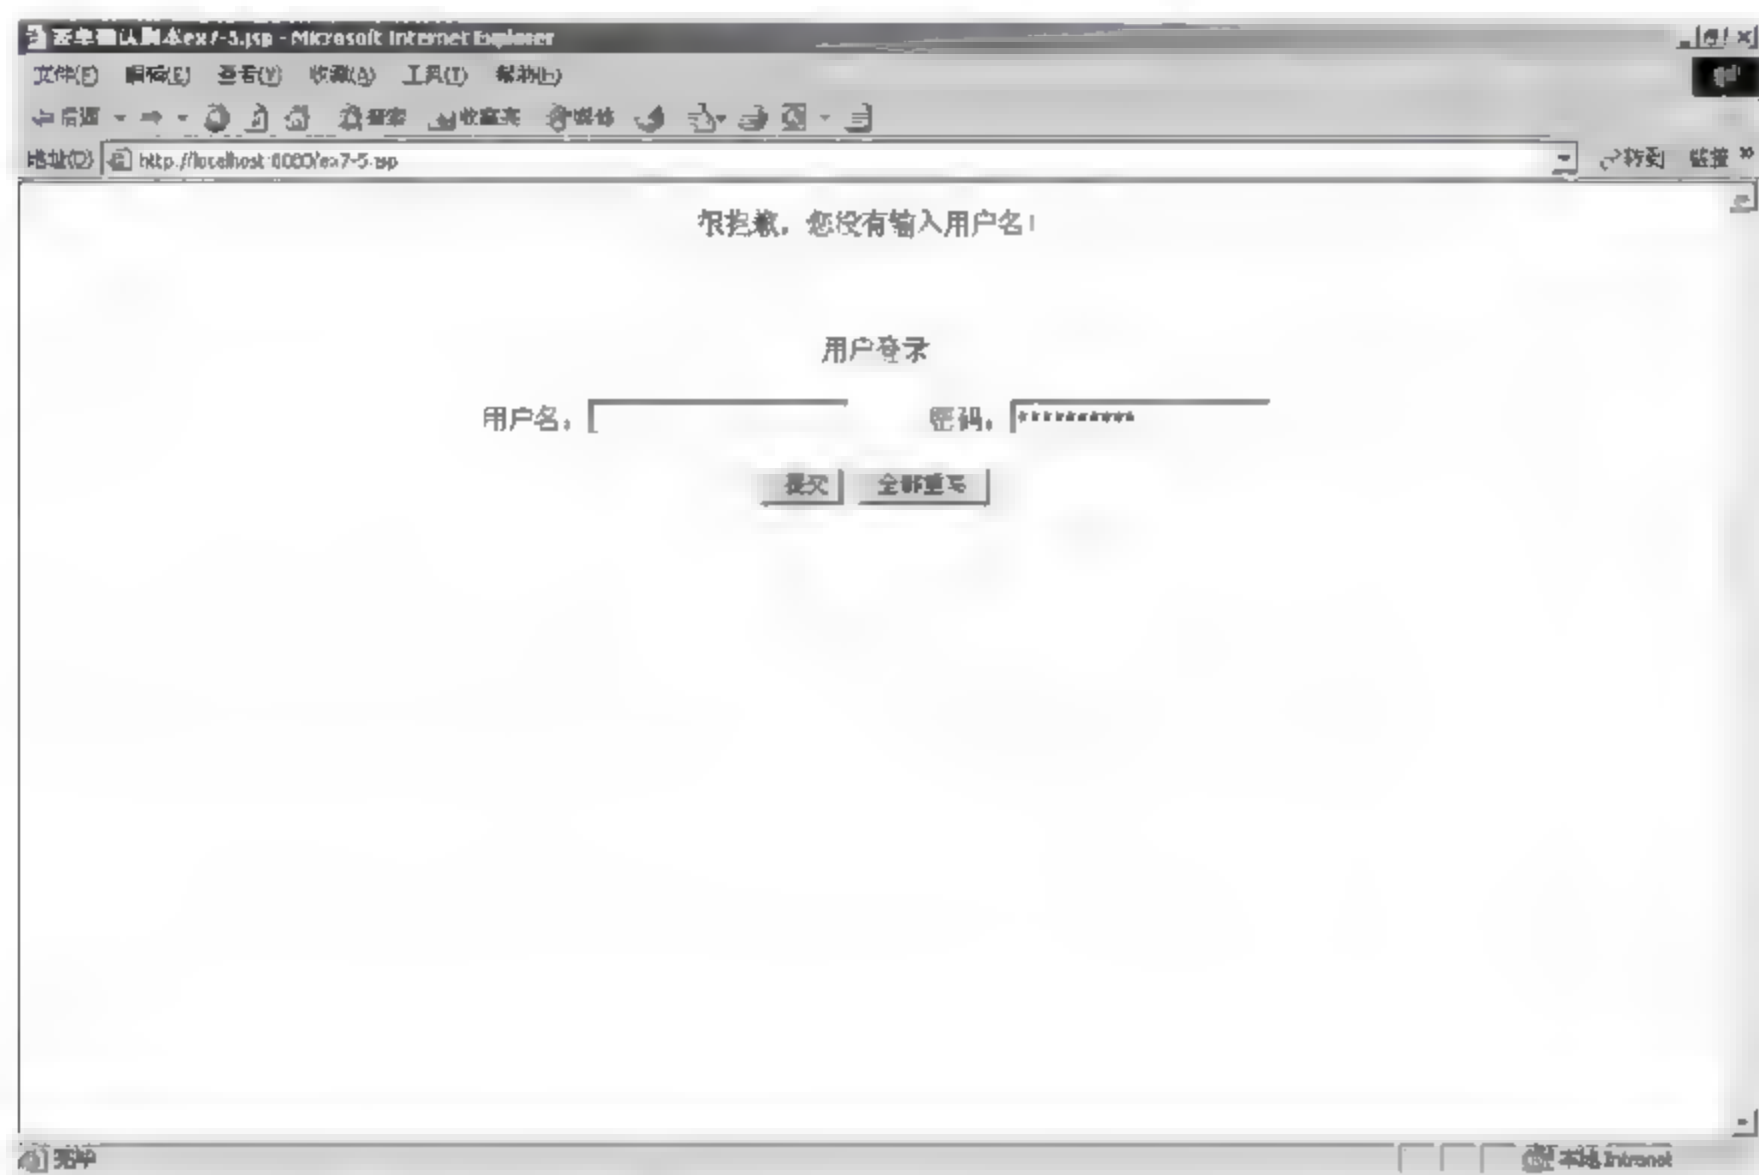 表单确认脚本ex7-5.jsp - Microsoft Internet Explorer
文件(F) 编辑(E) 查看(V) 收藏(A) 工具(T) 帮助(H)
后退 搜索 收藏夹 媒体
地址(D) http://localhost:8080/ex7-5.jsp 转到 链接 »
很抱歉，您没有输入用户名！
用户登录
用户名： 密码： **********
提交 全部重写
完毕 本地 Intranet